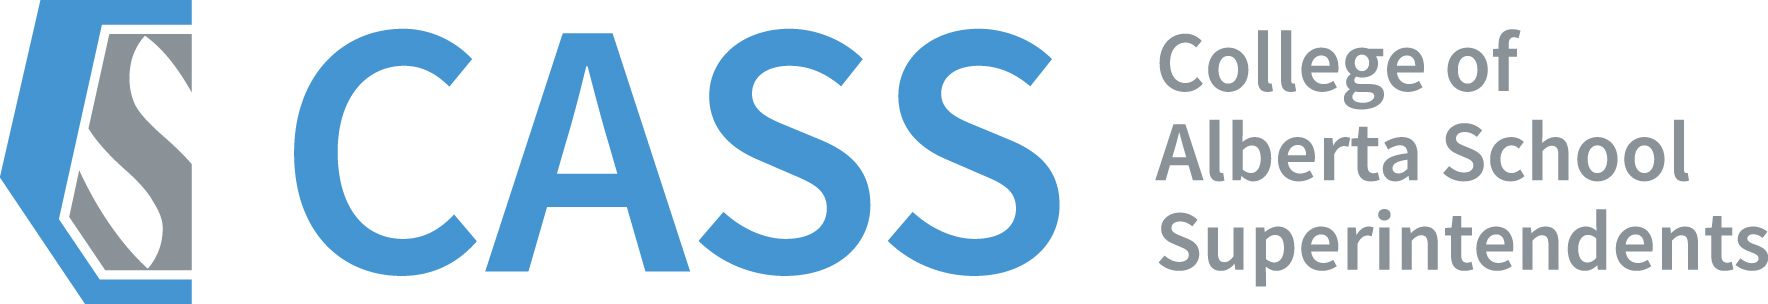 CASS
College of
Alberta School
Superintendents